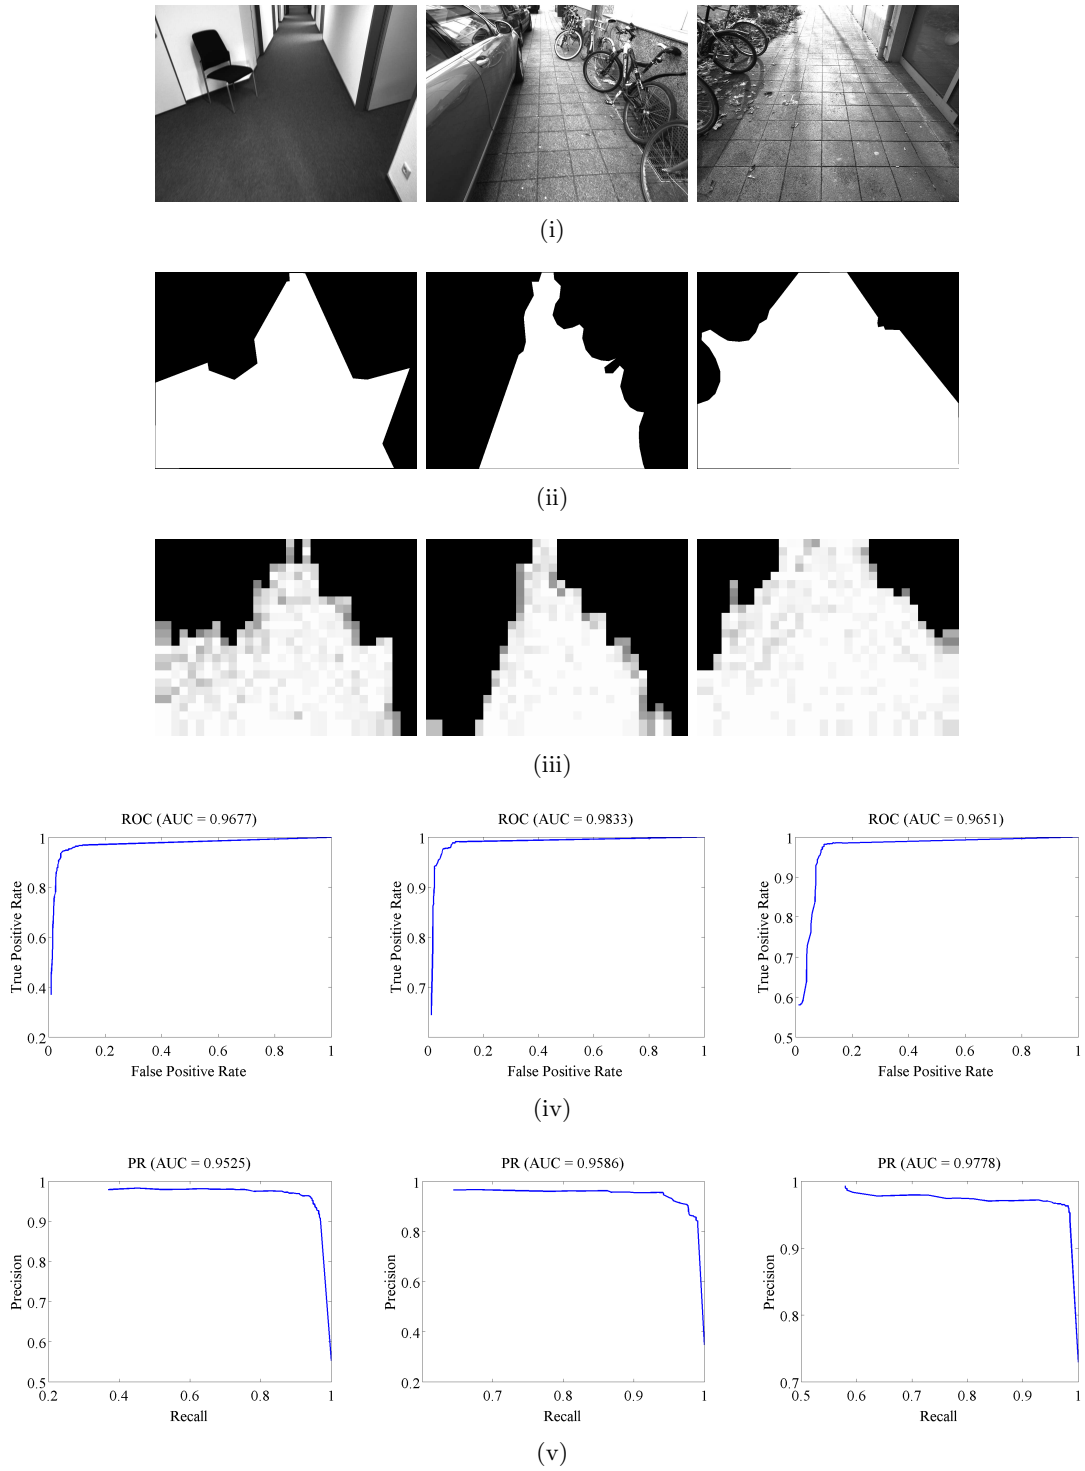 (i)
(ii)
(iii)
ROC (AUC = 0.9677)
True Positive Rate
1
0.8
0.6
0.4
0.2
0 0.2 0.4 0.6 0.8 1
False Positive Rate
ROC (AUC = 0.9833)
True Positive Rate
1
0.9
0.8
0.7
0 0.2 0.4 0.6 0.8 1
False Positive Rate
ROC (AUC = 0.9651)
True Positive Rate
1
0.9
0.8
0.7
0.6
0.5
0 0.2 0.4 0.6 0.8 1
False Positive Rate
(iv)
PR (AUC = 0.9525)
Precision
1
0.9
0.8
0.7
0.6
0.5
0.2 0.4 0.6 0.8 1
Recall
PR (AUC = 0.9586)
Precision
1
0.8
0.6
0.4
0.2
0.7 0.8 0.9 1
Recall
PR (AUC = 0.9778)
Precision
1
0.9
0.8
0.7
0.5 0.6 0.7 0.8 0.9 1
Recall
(v)